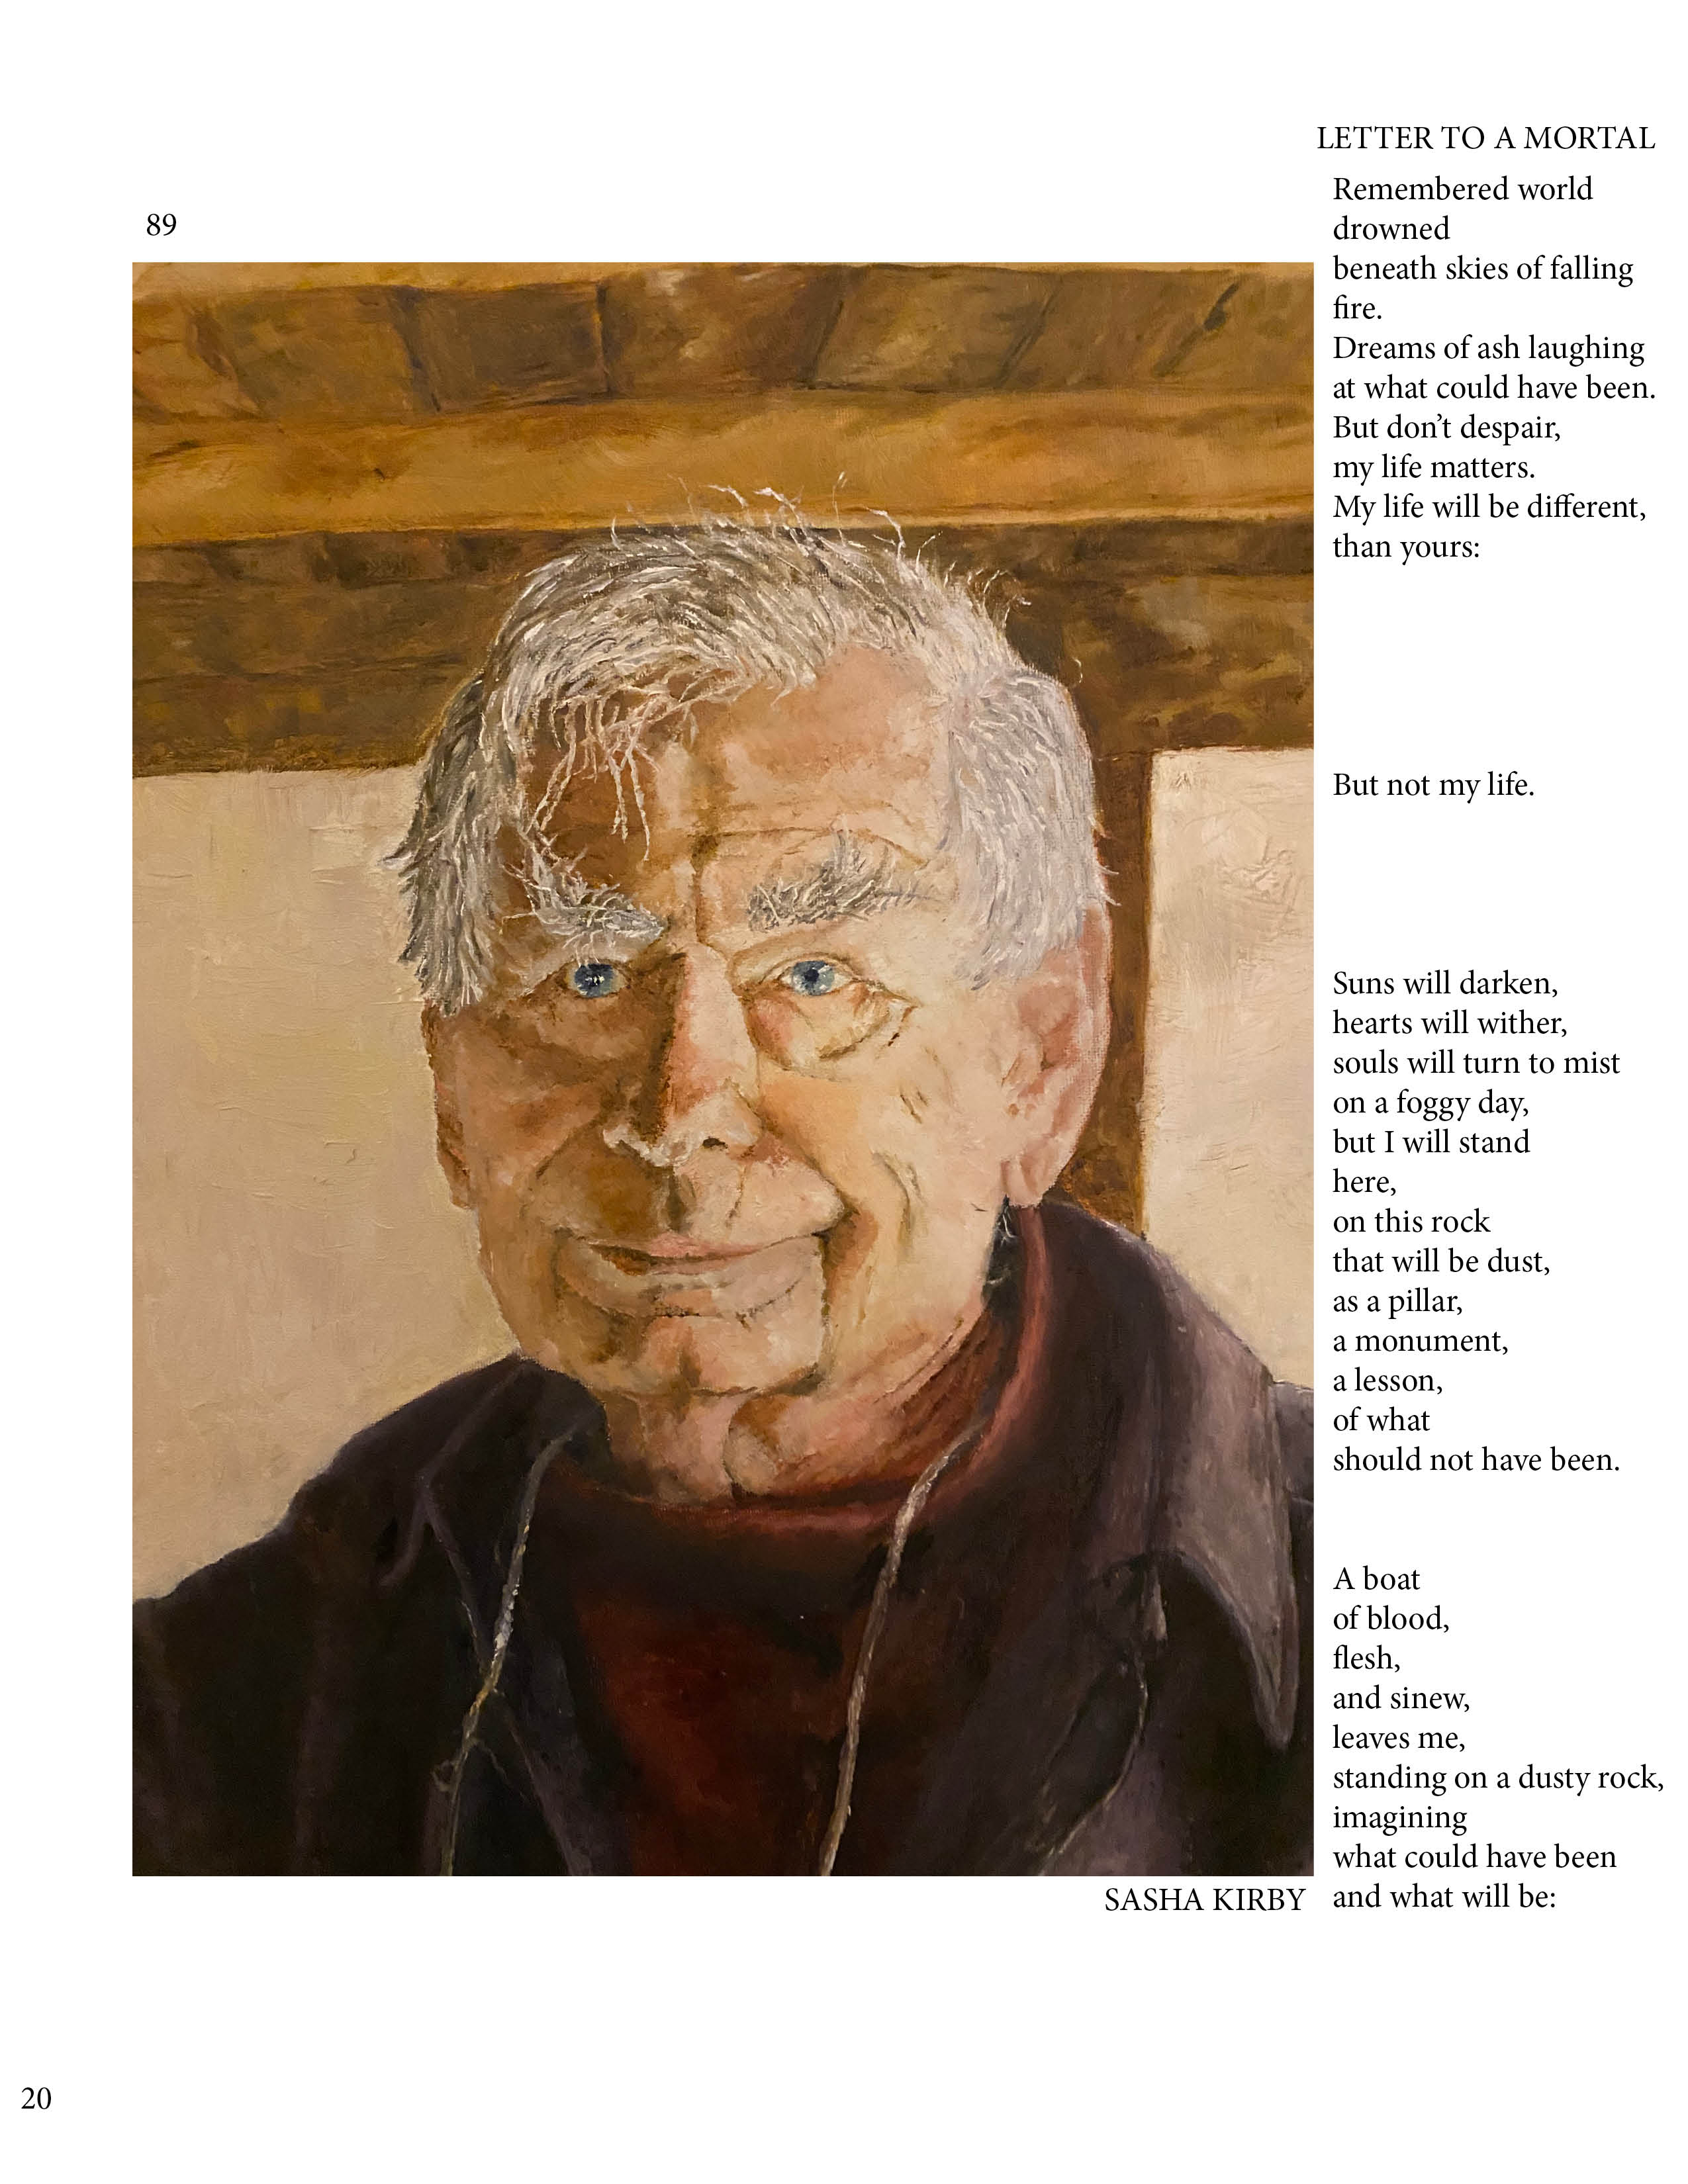 89
SASHA KIRBY
LETTER TO A MORTAL
Remembered world
drowned
beneath skies of falling
fire.
Dreams of ash laughing
at what could have been.
But don’t despair,
my life matters.
My life will be different,
than yours:
But not my life.
Suns will darken,
hearts will wither,
souls will turn to mist
on a foggy day,
but I will stand
here,
on this rock
that will be dust,
as a pillar,
a monument,
a lesson,
of what
should not have been.
A boat
of blood,
flesh,
and sinew,
leaves me,
standing on a dusty rock,
imagining
what could have been
and what will be:
20